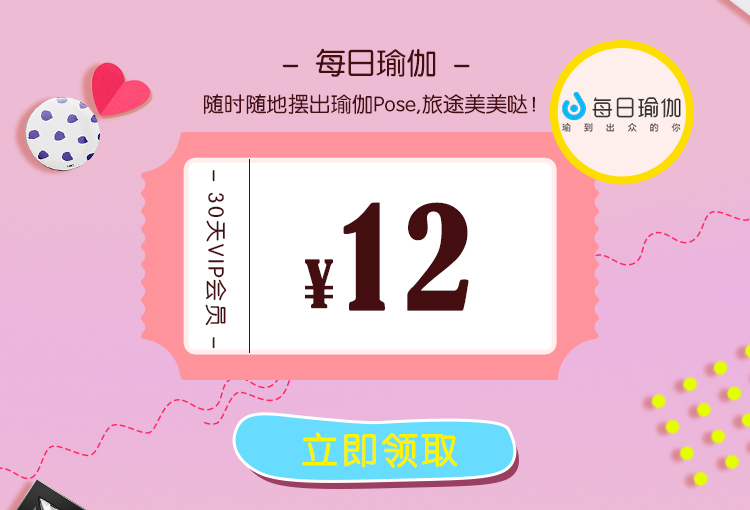 – 每日瑜伽 –
随时随地摆出瑜伽Pose,旅途美美哒!
每日瑜伽
瑜到出众的你
– 30天VIP会员 –
¥12
立即领取